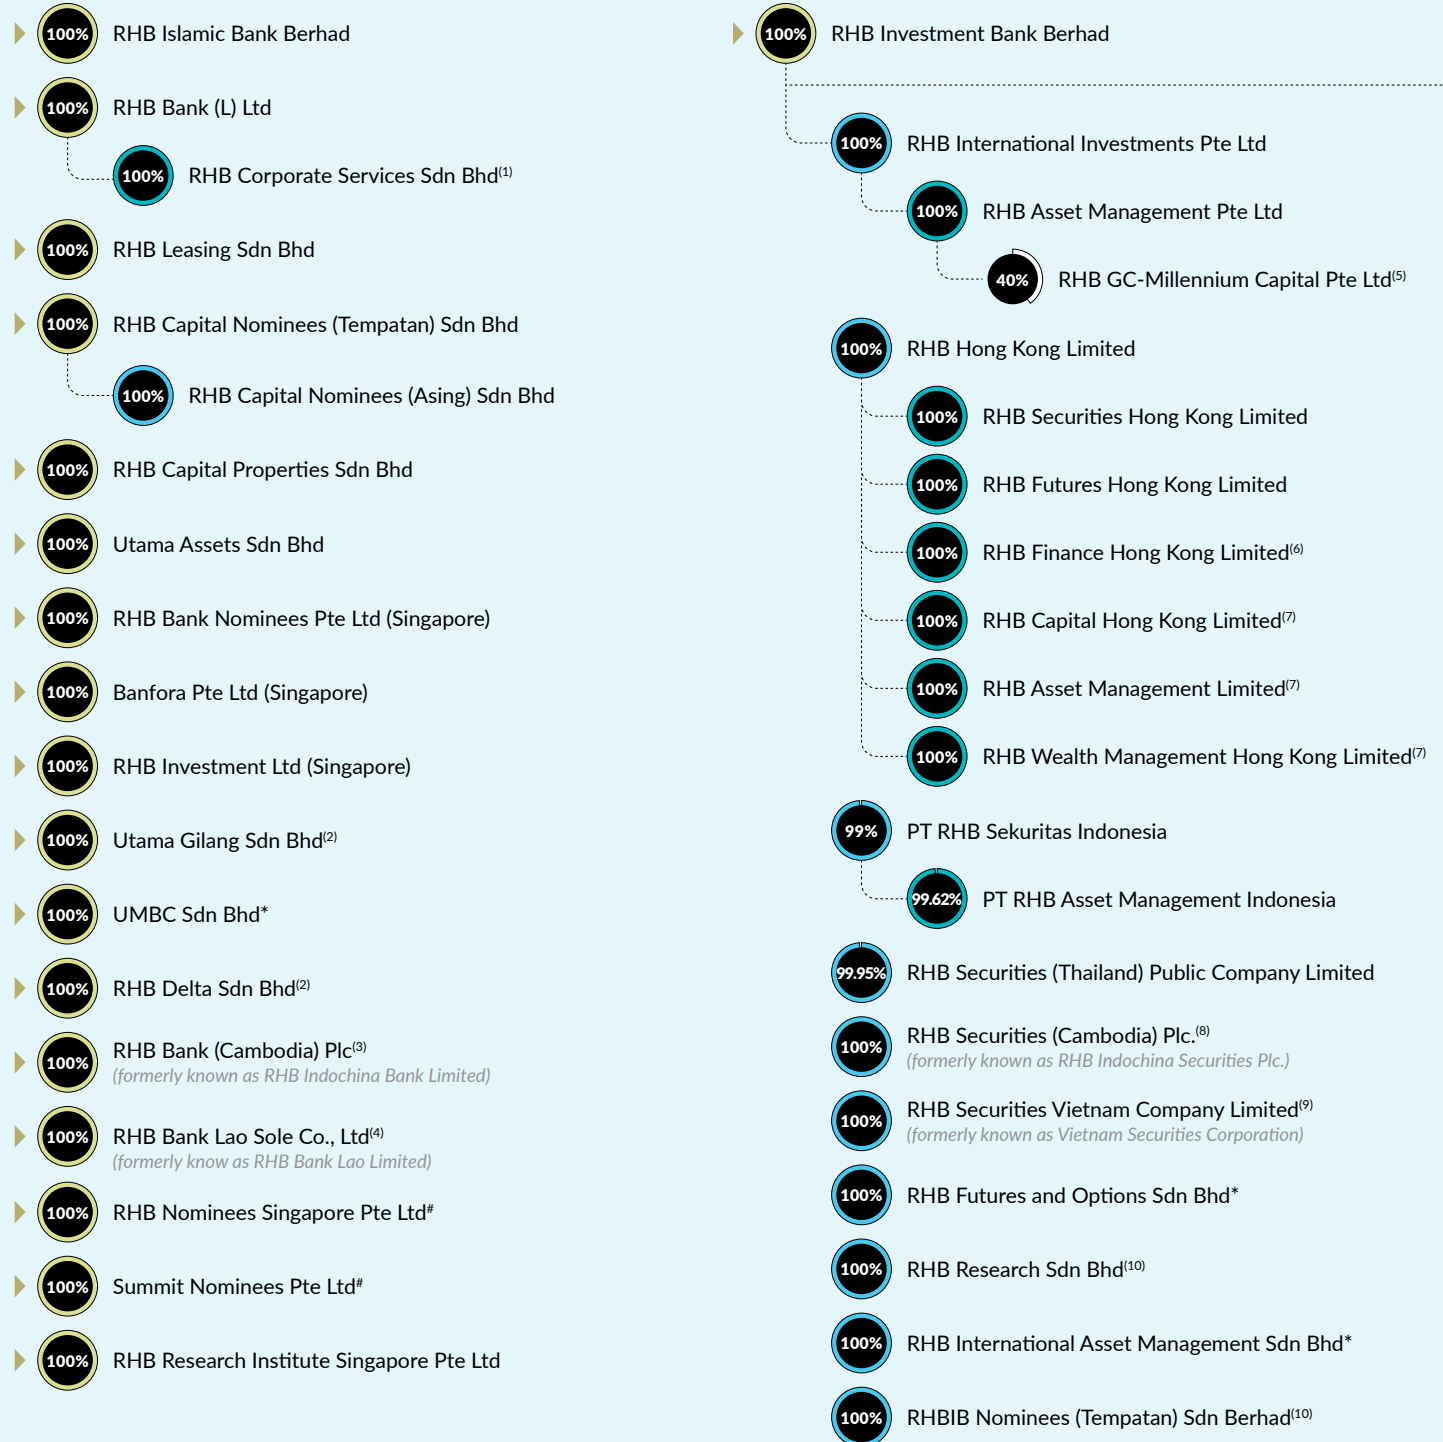 100% RHB Islamic Bank Berhad
100% RHB Bank (L) Ltd
100% RHB Corporate Services Sdn Bhd(1)
100% RHB Leasing Sdn Bhd
100% RHB Capital Nominees (Tempatan) Sdn Bhd
100% RHB Capital Nominees (Asing) Sdn Bhd
100% RHB Capital Properties Sdn Bhd
100% Utama Assets Sdn Bhd
100% RHB Bank Nominees Pte Ltd (Singapore)
100% Banfora Pte Ltd (Singapore)
100% RHB Investment Ltd (Singapore)
100% Utama Gilang Sdn Bhd(2)
100% UMBC Sdn Bhd*
100% RHB Delta Sdn Bhd(2)
100% RHB Bank (Cambodia) Plc(3)
(formerly known as RHB Indochina Bank Limited)
100% RHB Bank Lao Sole Co., Ltd(4)
(formerly know as RHB Bank Lao Limited)
100% RHB Nominees Singapore Pte Ltd#
100% Summit Nominees Pte Ltd#
100% RHB Research Institute Singapore Pte Ltd
100% RHB Investment Bank Berhad
100% RHB International Investments Pte Ltd
100% RHB Asset Management Pte Ltd
40% RHB GC-Millennium Capital Pte Ltd(5)
100% RHB Hong Kong Limited
100% RHB Securities Hong Kong Limited
100% RHB Futures Hong Kong Limited
100% RHB Finance Hong Kong Limited(6)
100% RHB Capital Hong Kong Limited(7)
100% RHB Asset Management Limited(7)
100% RHB Wealth Management Hong Kong Limited(7)
99% PT RHB Sekuritas Indonesia
99.62% PT RHB Asset Management Indonesia
99.95% RHB Securities (Thailand) Public Company Limited
100% RHB Securities (Cambodia) Plc.(8)
(formerly known as RHB Indochina Securities Plc.)
100% RHB Securities Vietnam Company Limited(9)
(formerly known as Vietnam Securities Corporation)
100% RHB Futures and Options Sdn Bhd*
100% RHB Research Sdn Bhd(10)
100% RHB International Asset Management Sdn Bhd*
100% RHBIB Nominees (Tempatan) Sdn Berhad(10)